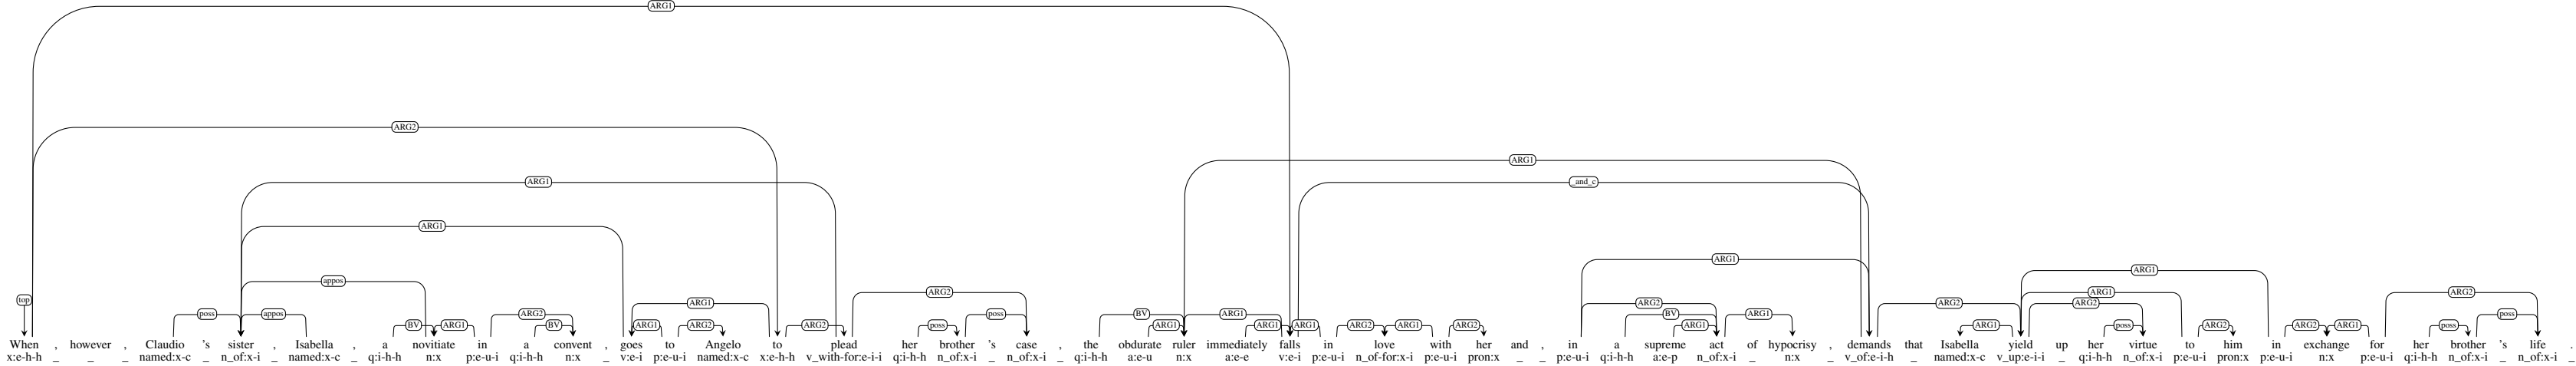 ARG1
ARG2
ARG1
ARG1 _and_c
ARG1
ARG1
ARG1
appos
ARG2 ARG2 ARG1 ARG2
top
ARG1 ARG2 ARG2 ARG2
poss appos ARG2 poss BV ARG1 BV ARG1 poss
BV ARG1 BV ARG1 ARG2 ARG2 poss ARG1 ARG1 ARG1 ARG2 ARG1 ARG2 ARG1 ARG1 poss ARG2 ARG2 ARG1 poss
When , however , Claudio 's sister , Isabella , a novitiate in a convent , goes to Angelo to plead her brother 's case , the obdurate ruler immediately falls in love with her and , in a supreme act of hypocrisy , demands that Isabella yield up her virtue to him in exchange for her brother 's life .
x:e-h-h _ _ _ named:x-c _ n_of:x-i _ named:x-c _ q:i-h-h n:x p:e-u-i q:i-h-h n:x _ v:e-i p:e-u-i named:x-c x:e-h-h v_with-for:e-i-i q:i-h-h n_of:x-i _ n_of:x-i _ q:i-h-h a:e-u n:x a:e-e v:e-i p:e-u-i n_of-for:x-i p:e-u-i pron:x _ _ p:e-u-i q:i-h-h a:e-p n_of:x-i _ n:x _ v_of:e-i-h _ named:x-c v_up:e-i-i _ q:i-h-h n_of:x-i p:e-u-i pron:x p:e-u-i n:x p:e-u-i q:i-h-h n_of:x-i _ n_of:x-i _